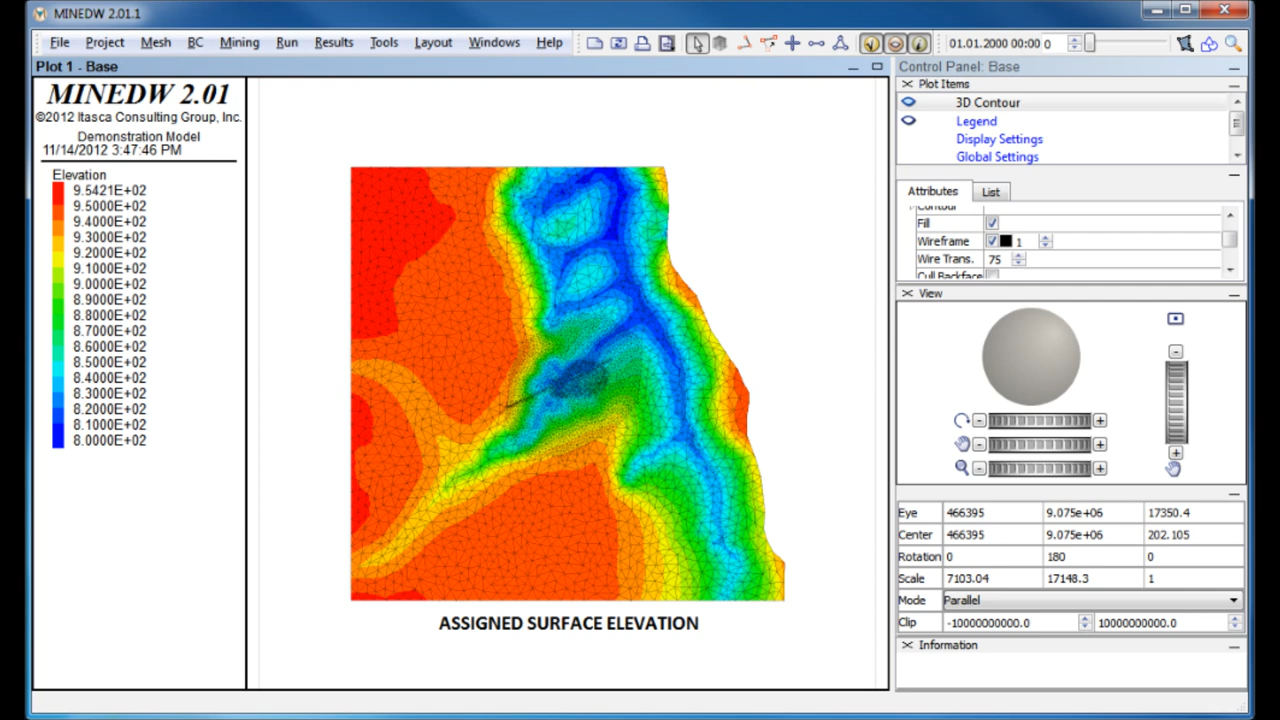 MINEDW 2.01.1
File Project Mesh BC Mining Run Results Tools Layout Windows Help
01.01.2000 00:00 0
Plot 1 - Base
MINEDW 2.01
©2012 Itasca Consulting Group, Inc.
Demonstration Model
11/14/2012 3:47:46 PM
Elevation
9.5421E+02
9.5000E+02
9.4000E+02
9.3000E+02
9.2000E+02
9.1000E+02
9.0000E+02
8.9000E+02
8.8000E+02
8.7000E+02
8.6000E+02
8.5000E+02
8.4000E+02
8.3000E+02
8.2000E+02
8.1000E+02
8.0000E+02
ASSIGNED SURFACE ELEVATION
Control Panel: Base
Plot Items
3D Contour
Legend
Display Settings
Global Settings
Attributes List
Contour
Fill
Wireframe 1
Wire Trans. 75
Cull Backface
View
Eye 466395 9.075e+06 17350.4
Center 466395 9.075e+06 202.105
Rotation 0 180 0
Scale 7103.04 17148.3 1
Mode Parallel
Clip -10000000000.0 10000000000.0
Information